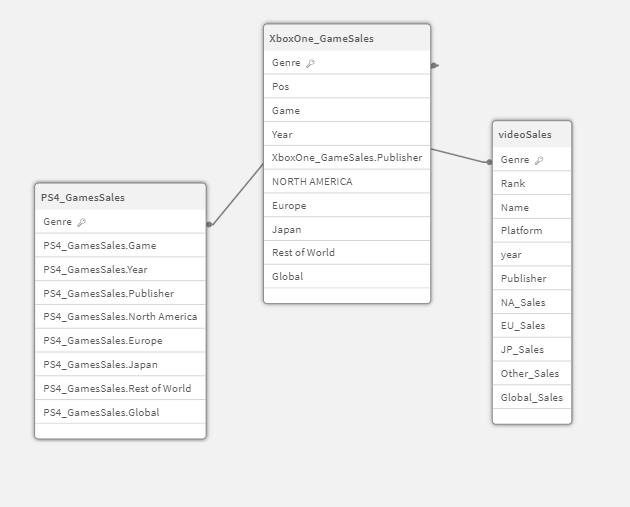 XboxOne_GameSales
Genre
Pos
Game
Year
XboxOne_GameSales.Publisher
NORTH AMERICA
Europe
Japan
Rest of World
Global
videoSales
Genre
Rank
Name
Platform
year
Publisher
NA_Sales
EU_Sales
JP_Sales
Other_Sales
Global_Sales
PS4_GamesSales
Genre
PS4_GamesSales.Game
PS4_GamesSales.Year
PS4_GamesSales.Publisher
PS4_GamesSales.North America
PS4_GamesSales.Europe
PS4_GamesSales.Japan
PS4_GamesSales.Rest of World
PS4_GamesSales.Global